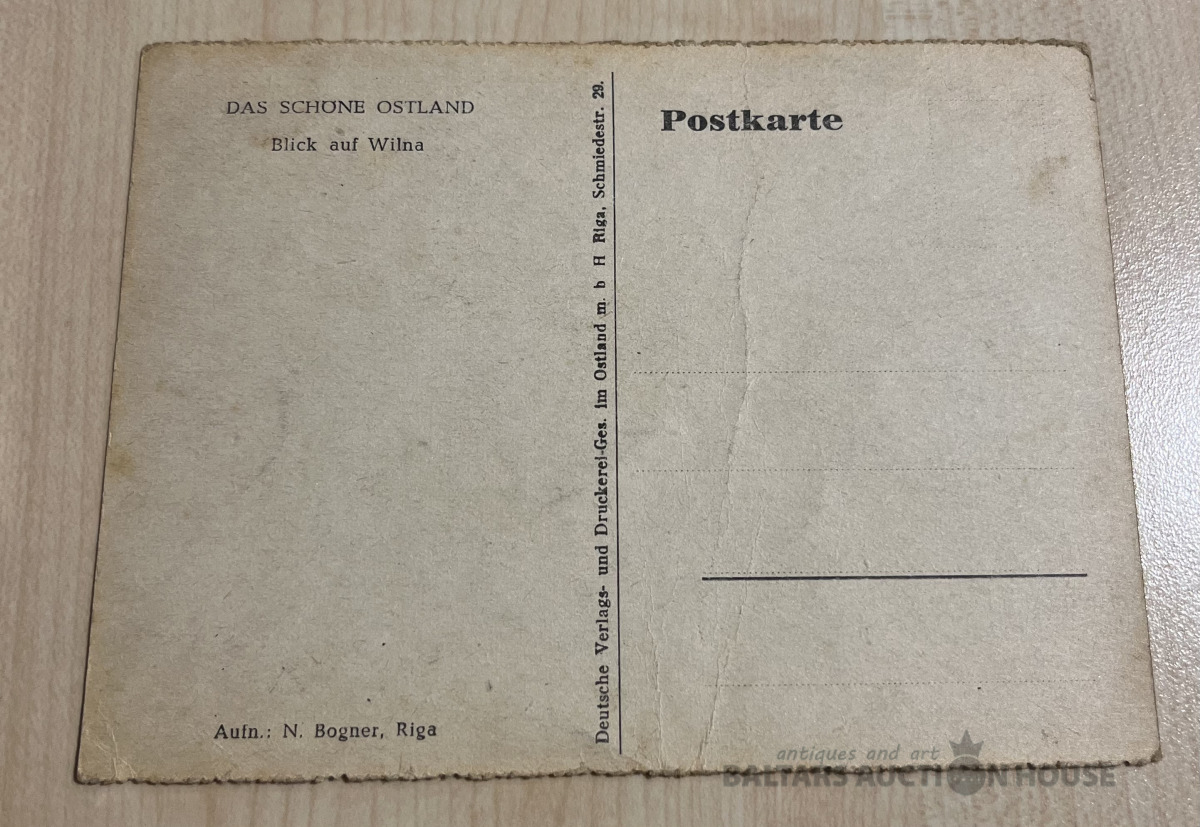 DAS SCHÖNE OSTLAND
Blick auf Wilna
Aufn.: N. Bogner, Riga
Deutsche Verlags- und Druckerei-Ges. im Ostland m. b H Riga, Schmiedestr. 29.
Postkarte
antiques and art
BALTARS AUCTION HOUSE